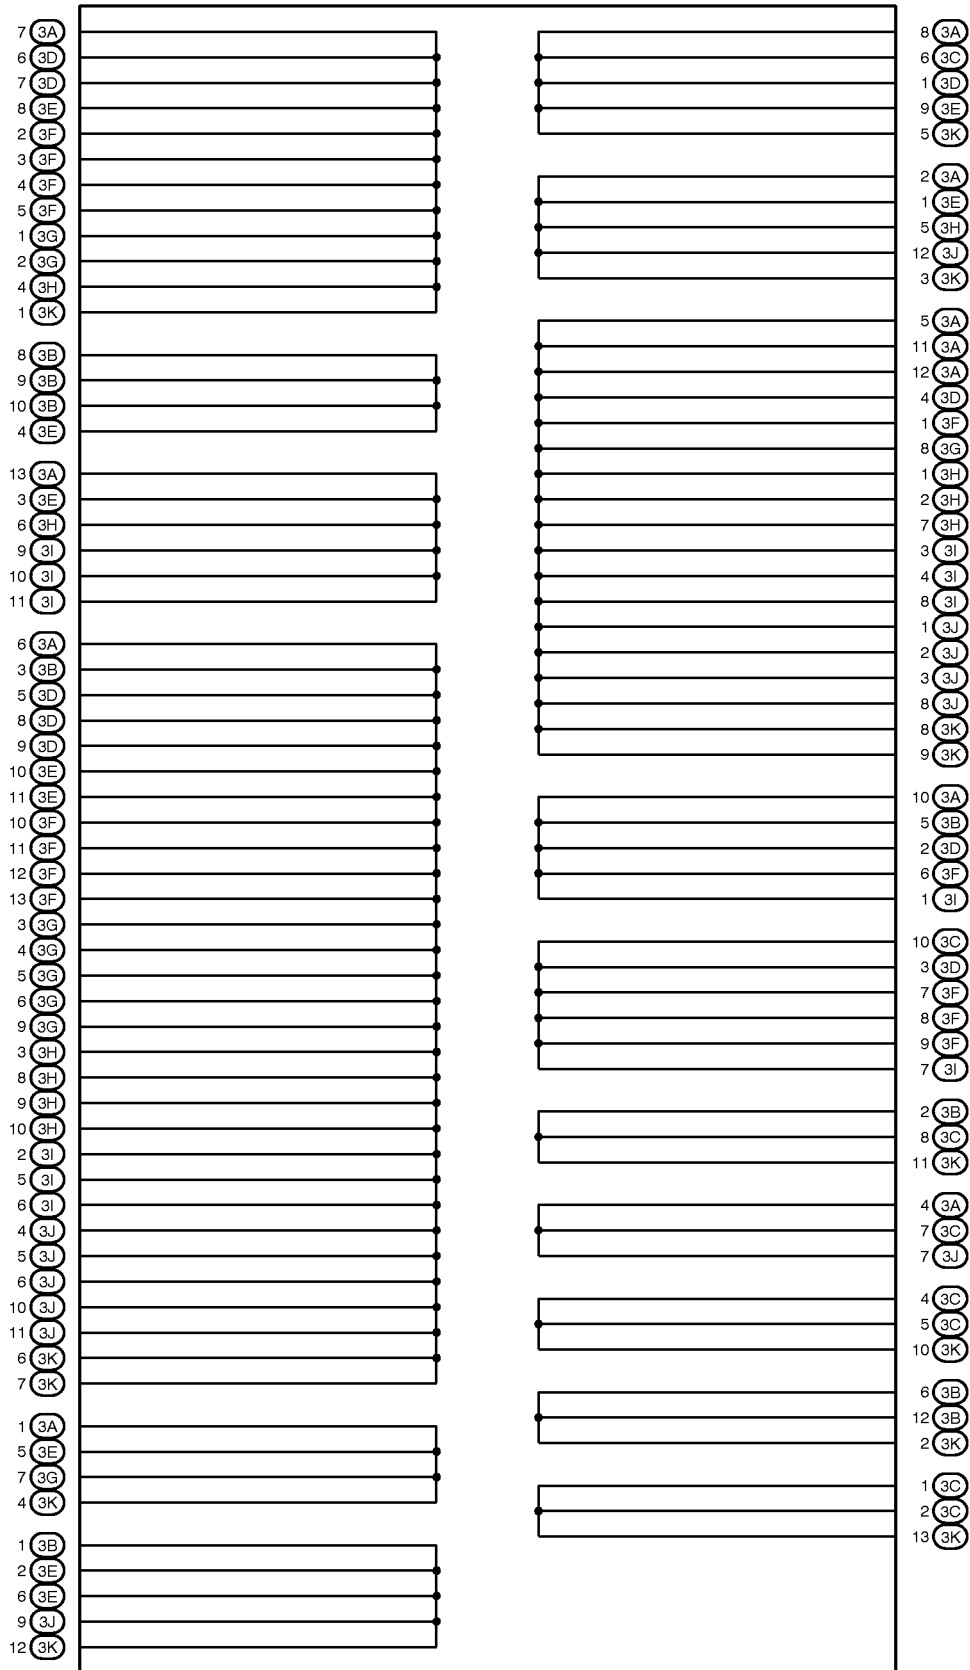 7 3A
6 3D
7 3D
8 3E
2 3F
3 3F
4 3F
5 3F
1 3G
2 3G
4 3H
1 3K
8 3B
9 3B
10 3B
4 3E
13 3A
3 3E
6 3H
9 3I
10 3I
11 3I
6 3A
3 3B
5 3D
8 3D
9 3D
10 3E
11 3E
10 3F
11 3F
12 3F
13 3F
3 3G
4 3G
5 3G
6 3G
9 3G
3 3H
8 3H
9 3H
10 3H
2 3I
5 3I
6 3I
4 3J
5 3J
6 3J
10 3J
11 3J
6 3K
7 3K
1 3A
5 3E
7 3G
4 3K
1 3B
2 3E
6 3E
9 3J
12 3K
8 3A
6 3C
1 3D
9 3E
5 3K
2 3A
1 3E
5 3H
12 3J
3 3K
5 3A
11 3A
12 3A
4 3D
1 3F
8 3G
1 3H
2 3H
7 3H
3 3I
4 3I
8 3I
1 3J
2 3J
3 3J
8 3J
8 3K
9 3K
10 3A
5 3B
2 3D
6 3F
1 3I
10 3C
3 3D
7 3F
8 3F
9 3F
7 3I
2 3B
8 3C
11 3K
4 3A
7 3C
7 3J
4 3C
5 3C
10 3K
6 3B
12 3B
2 3K
1 3C
2 3C
13 3K